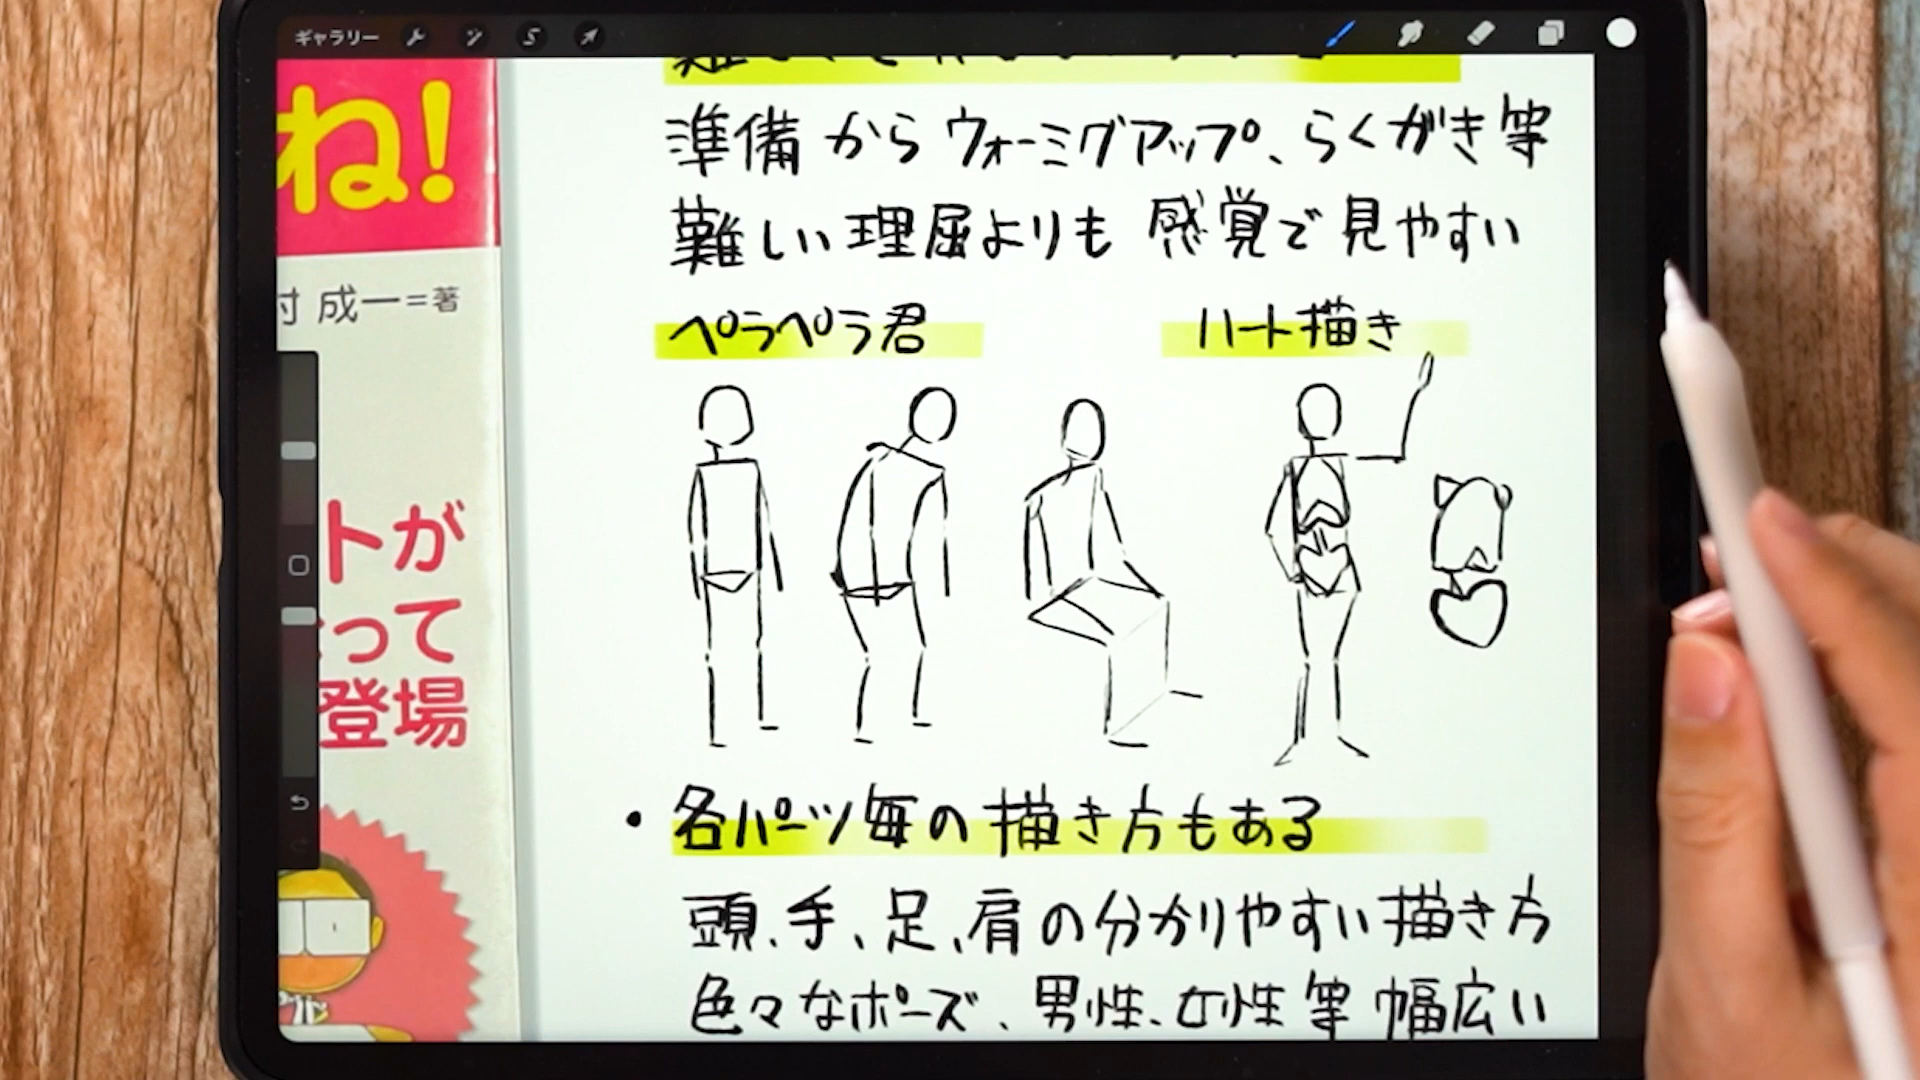 ギャラリー
ね!
村 成一=著
トが
って
登場
準備からウォーミグアップ、らくがき等
難しい理屈よりも感覚で見やすい
ペラペラ君
ハート描き
・各パーツ毎の描き方もある
頭、手、足、肩の分かりやすい描き方
色々なポーズ、男性、女性等幅広い